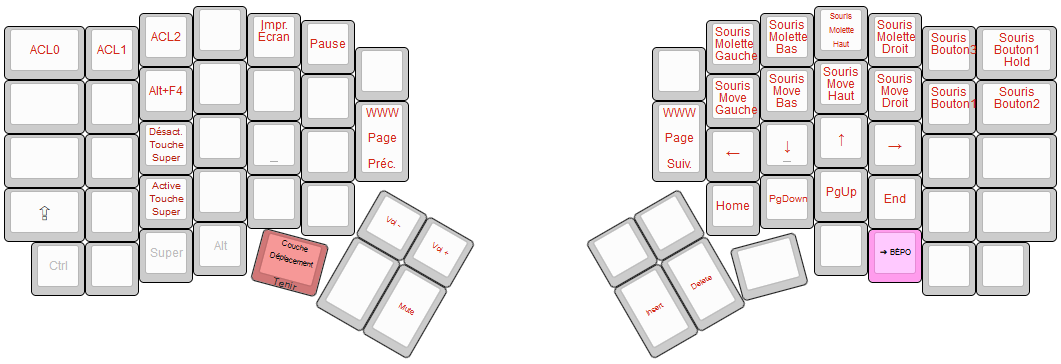 ACL0
ACL1
ACL2
Impr.
Ecran
Pause
Alt+F4
WWW
Page
Préc.
Désact.
Touche
Super
_
Active
Touche
Super
⇧
Ctrl
Super
Alt
Couche
Déplacement
Tenir
Vol -
Vol +
Mute
Souris
Molette
Gauche
Souris
Molette
Bas
Souris
Molette
Haut
Souris
Molette
Droit
Souris
Bouton3
Souris
Bouton1
Hold
Souris
Move
Gauche
Souris
Move
Bas
Souris
Move
Haut
Souris
Move
Droit
Souris
Bouton1
Souris
Bouton2
WWW
Page
Suiv.
←
↓
_
↑
→
Home
PgDown
PgUp
End
➔ BÉPO
Insert
Delete